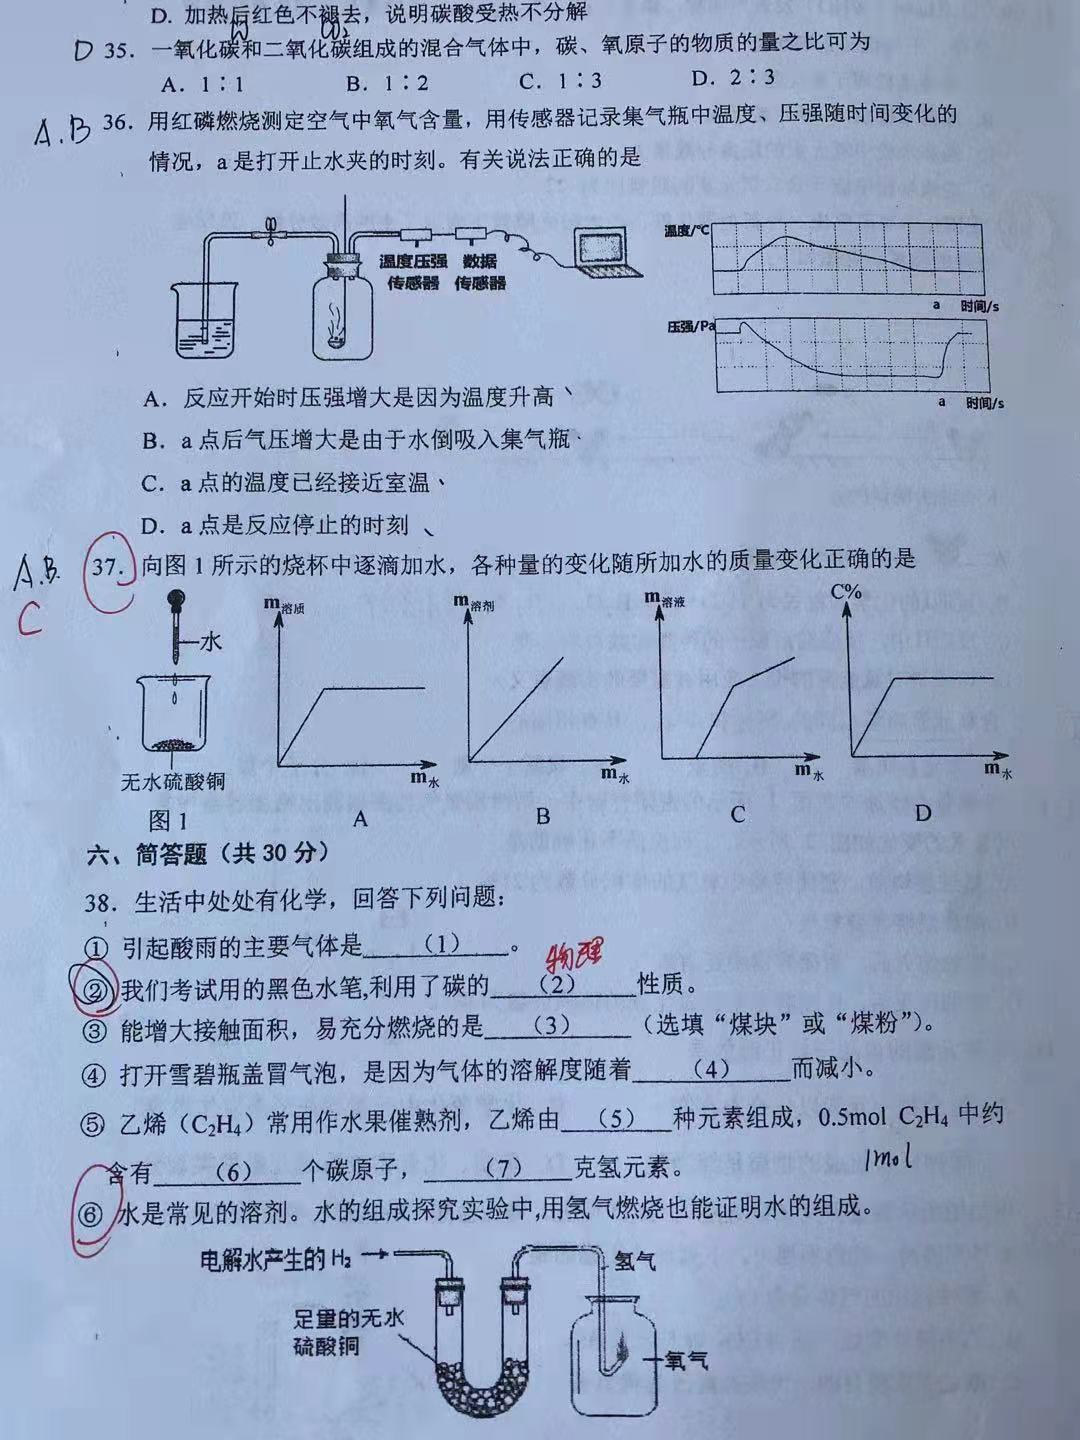 D. 加热后红色不褪去，说明碳酸受热不分解
CO CO₂
D 35. 一氧化碳和二氧化碳组成的混合气体中，碳、氧原子的物质的量之比可为
A. 1∶1 B. 1∶2 C. 1∶3 D. 2∶3
A.B 36. 用红磷燃烧测定空气中氧气含量，用传感器记录集气瓶中温度、压强随时间变化的
情况，a是打开止水夹的时刻。有关说法正确的是
温度压强传感器
数据传感器
温度/℃
a 时间/s
压强/Pa
a 时间/s
A. 反应开始时压强增大是因为温度升高
B. a点后气压增大是由于水倒吸入集气瓶
C. a点的温度已经接近室温
D. a点是反应停止的时刻
A.B. 37. 向图1所示的烧杯中逐滴加水，各种量的变化随所加水的质量变化正确的是
C
水
无水硫酸铜
图1
m溶质 m水 A
m溶剂 m水 B
m溶液 m水 C
C% m水 D
六、简答题（共30分）
38. 生活中处处有化学，回答下列问题：
① 引起酸雨的主要气体是（1）。
物理
② 我们考试用的黑色水笔,利用了碳的（2）性质。
③ 能增大接触面积，易充分燃烧的是（3）（选填“煤块”或“煤粉”）。
④ 打开雪碧瓶盖冒气泡，是因为气体的溶解度随着（4）而减小。
⑤ 乙烯（C₂H₄）常用作水果催熟剂，乙烯由（5）种元素组成，0.5mol C₂H₄ 中约
含有（6）个碳原子，（7）克氢元素。
1mol
⑥ 水是常见的溶剂。水的组成探究实验中,用氢气燃烧也能证明水的组成。
电解水产生的H₂
氢气
足量的无水硫酸铜
氧气